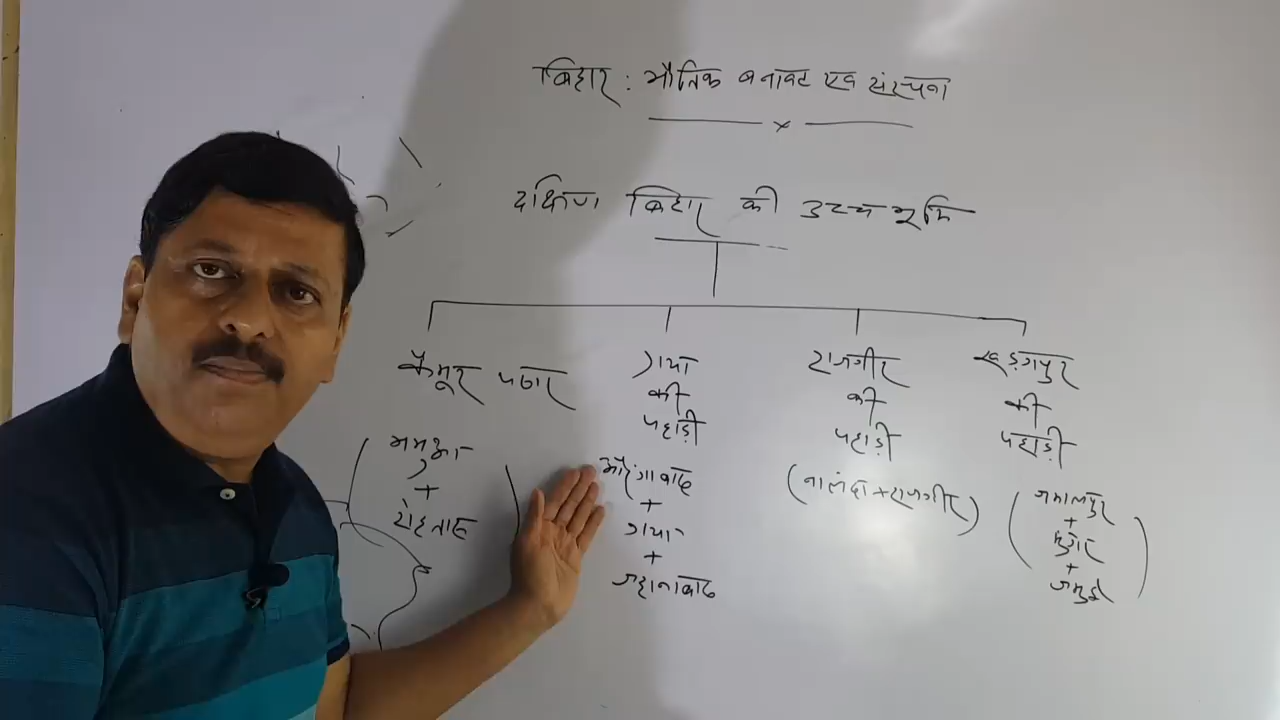 बिहार : भौतिक बनावट एवं संरचना
दक्षिण बिहार की उच्च भूमि
कैमूर पठार
गया
की
पहाड़ी
राजगीर
की
पहाड़ी
खड़गपुर
की
पहाड़ी
(भभुआ
+
रोहतास)
औरंगाबाद
+
गया
+
जहानाबाद
(नालंदा + राजगीर)
(जमालपुर
+
मुंगेर
+
जमुई)